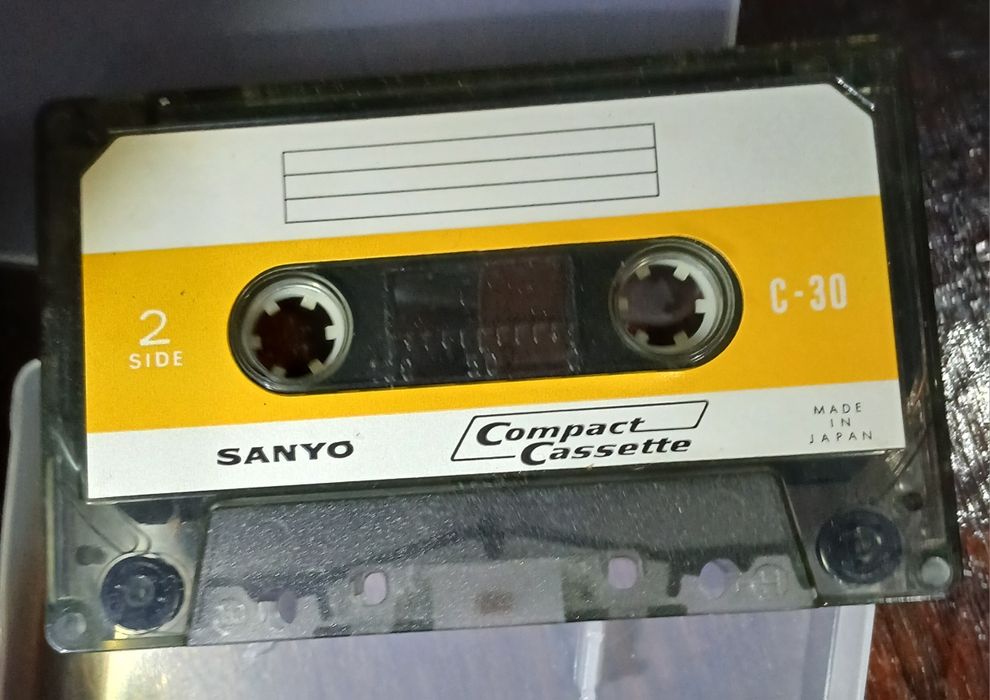 2
SIDE
C-30
SANYO
Compact
Cassette
MADE
IN
JAPAN